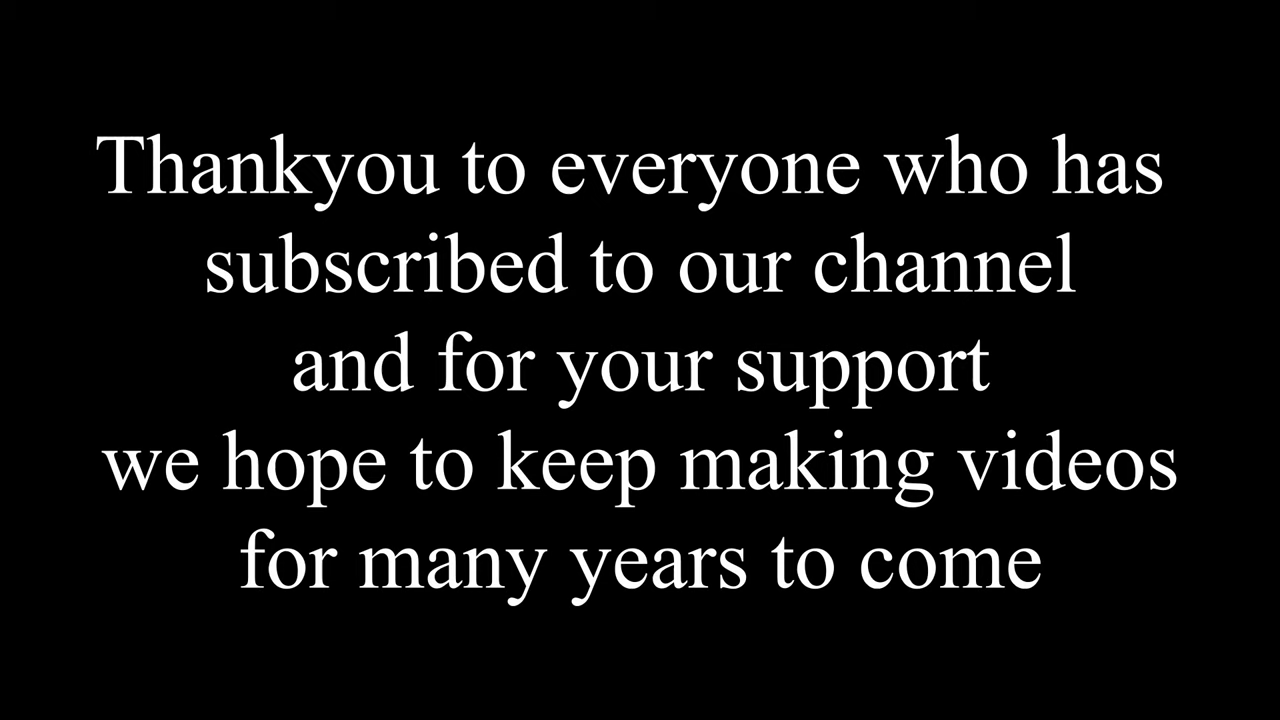 Thankyou to everyone who has
subscribed to our channel
and for your support
we hope to keep making videos
for many years to come